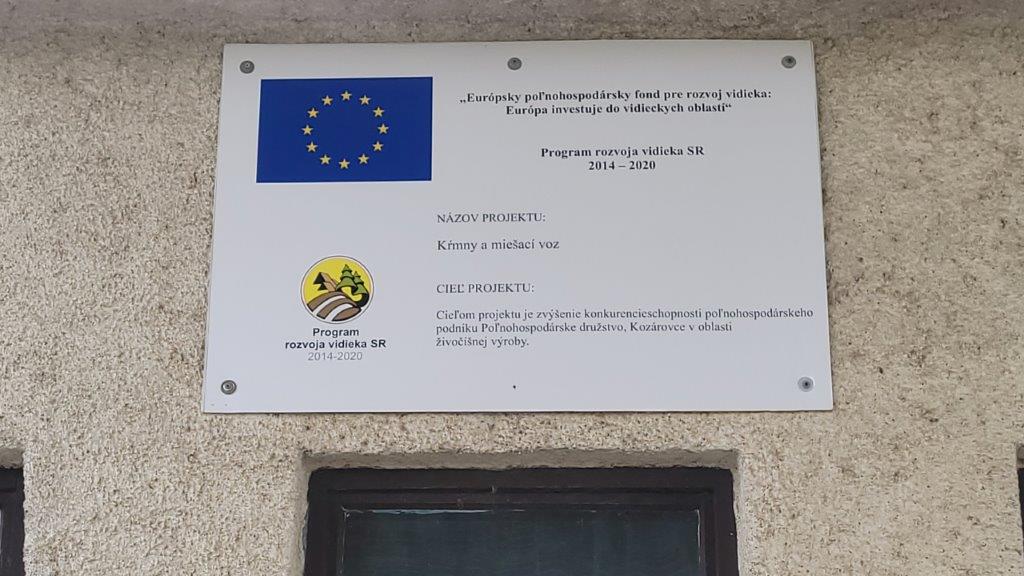 „Európsky poľnohospodársky fond pre rozvoj vidieka:
Európa investuje do vidieckych oblastí“
Program rozvoja vidieka SR
2014 – 2020
NÁZOV PROJEKTU:
Kŕmny a miešací voz
CIEĽ PROJEKTU:
Cieľom projektu je zvýšenie konkurencieschopnosti poľnohospodárskeho
podniku Poľnohospodárske družstvo, Kozárovce v oblasti
živočíšnej výroby.
Program
rozvoja vidieka SR
2014-2020